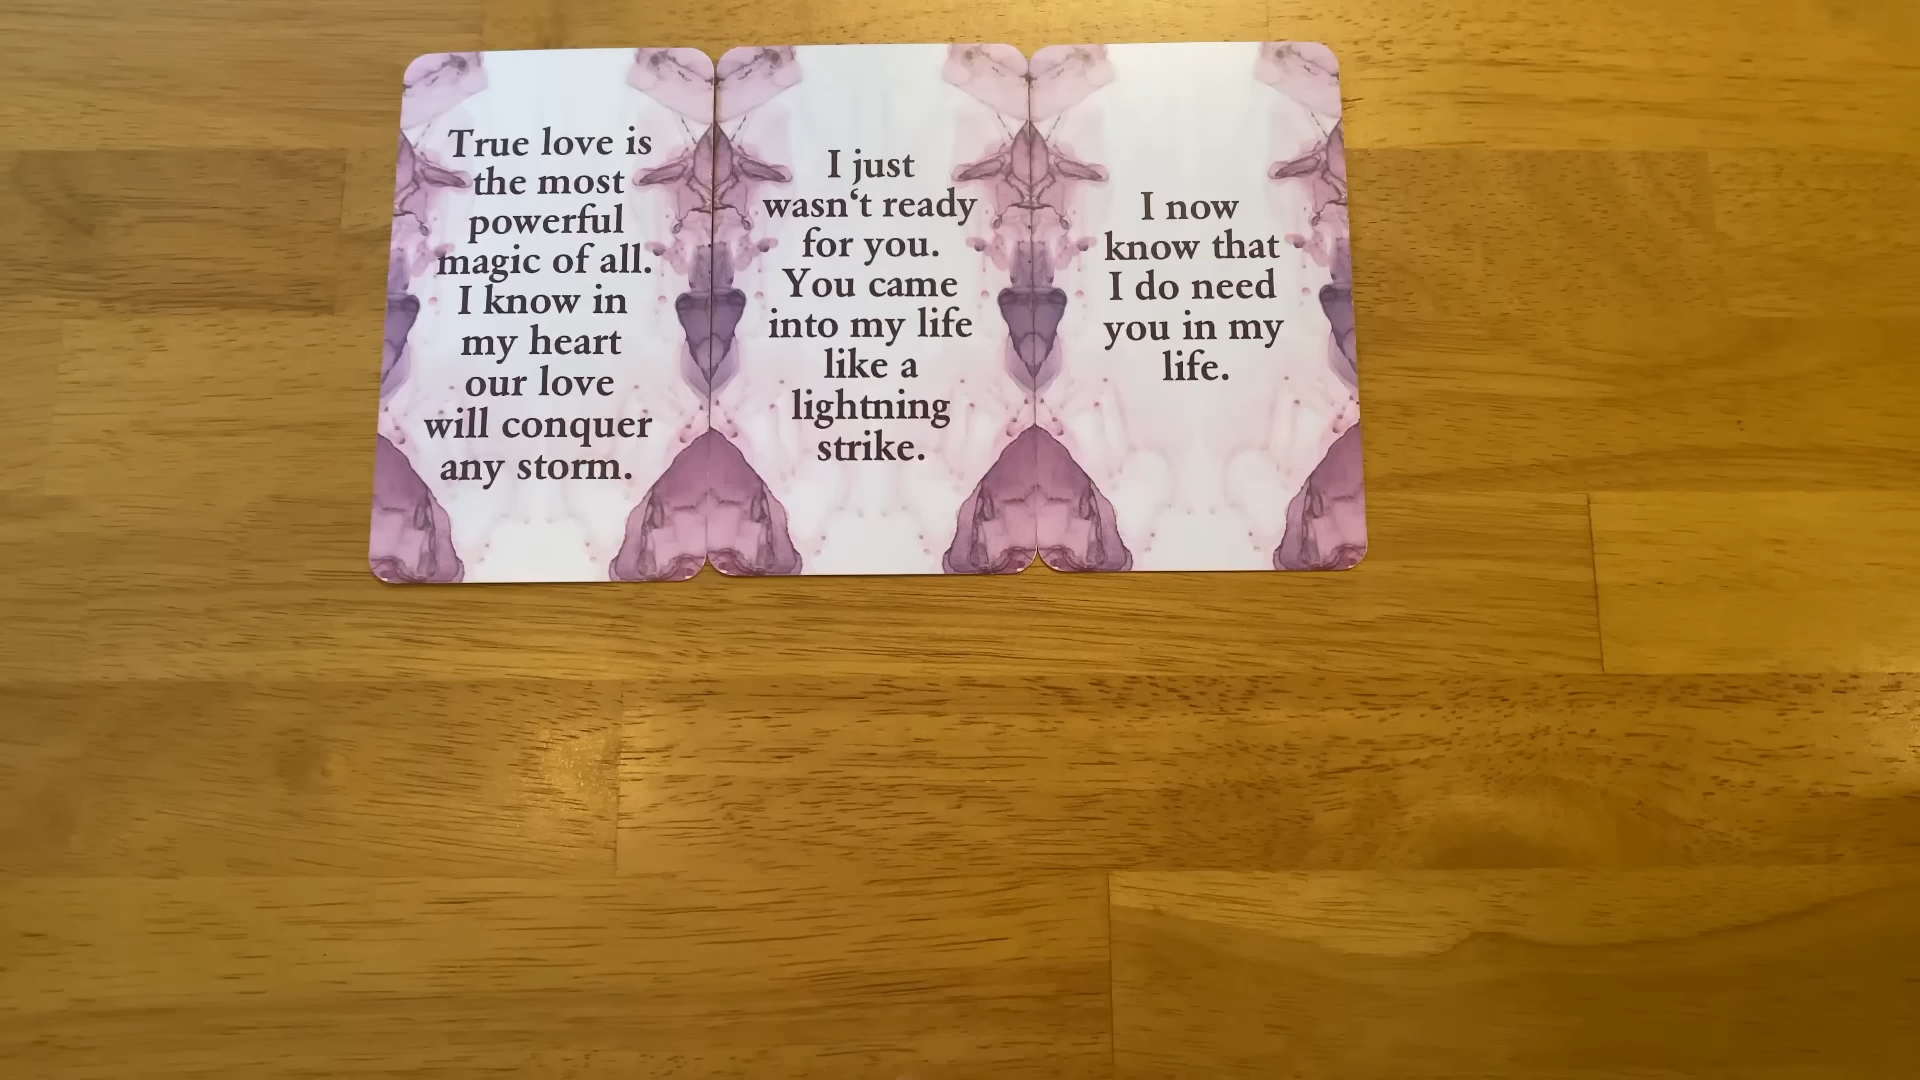 True love is
the most
powerful
magic of all.
I know in
my heart
our love
will conquer
any storm.
I just
wasn‘t ready
for you.
You came
into my life
like a
lightning
strike.
I now
know that
I do need
you in my
life.